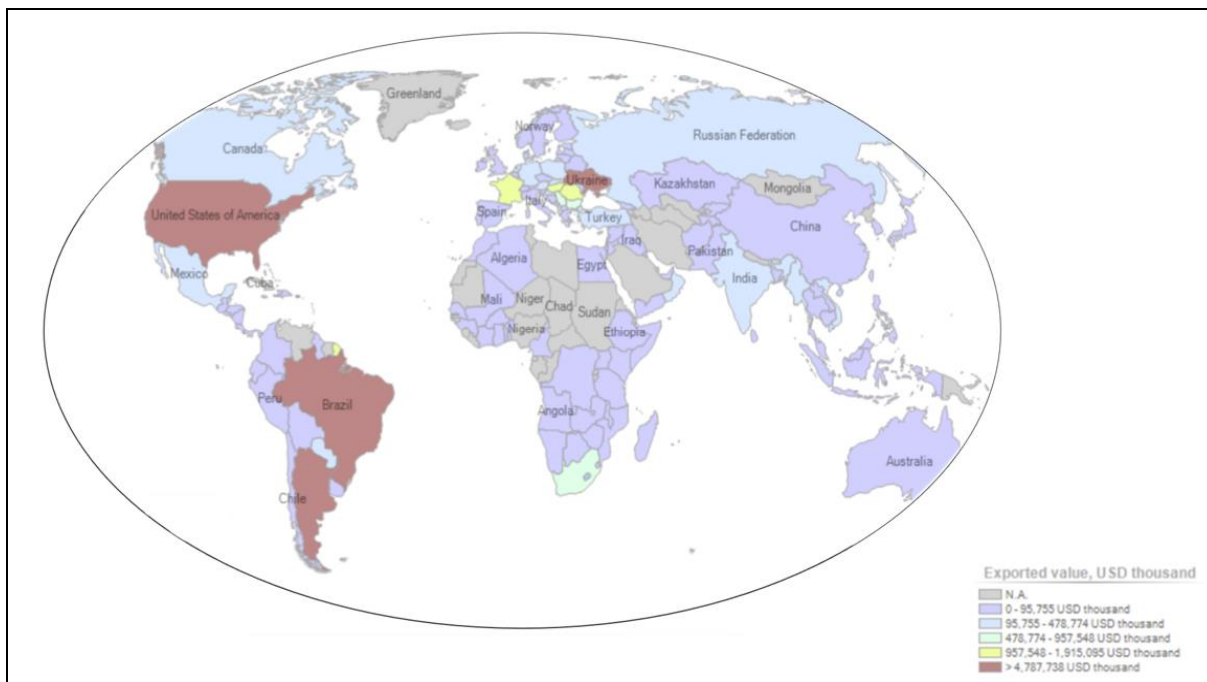 Greenland
Norway
Russian Federation
Canada
Ukraine
Kazakhstan
Mongolia
United States of America
Spain
Italy
Turkey
China
Iraq
Algeria
Egypt
Pakistan
India
Mexico
Cuba
Mali
Niger
Chad
Sudan
Nigeria
Ethiopia
Peru
Brazil
Angola
Australia
Chile
Exported value, USD thousand
N.A.
0 - 95,755 USD thousand
95,755 - 478,774 USD thousand
478,774 - 957,548 USD thousand
957,548 - 1,915,095 USD thousand
> 4,787,738 USD thousand